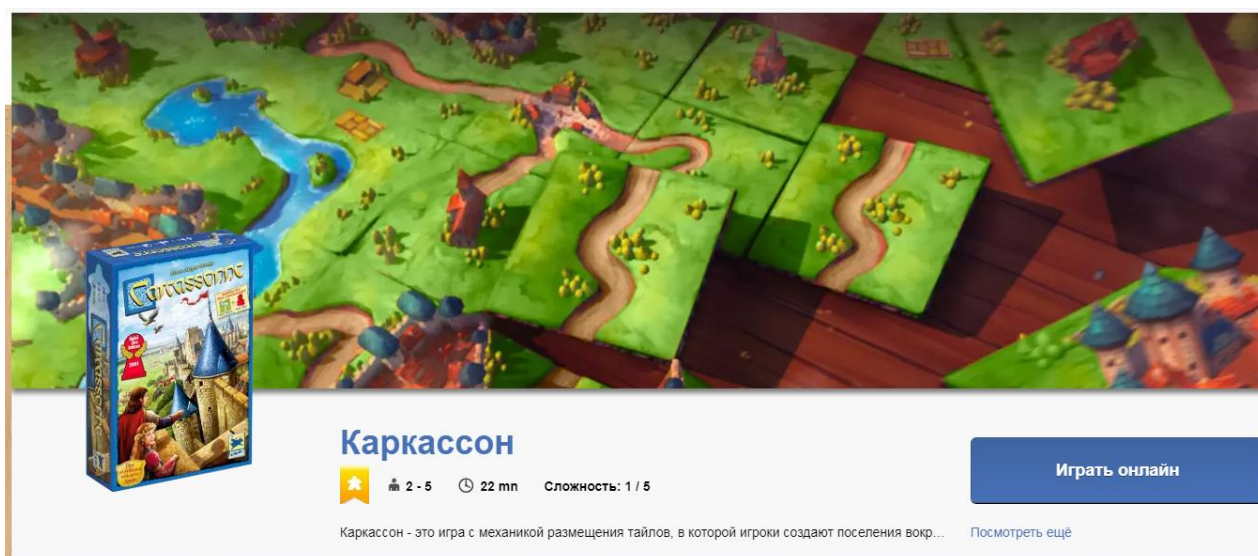 Carcassonne
Каркассон
2 - 5
22 mn
Сложность: 1 / 5
Играть онлайн
Каркассон - это игра с механикой размещения тайлов, в которой игроки создают поселения вокр...
Посмотреть ещё